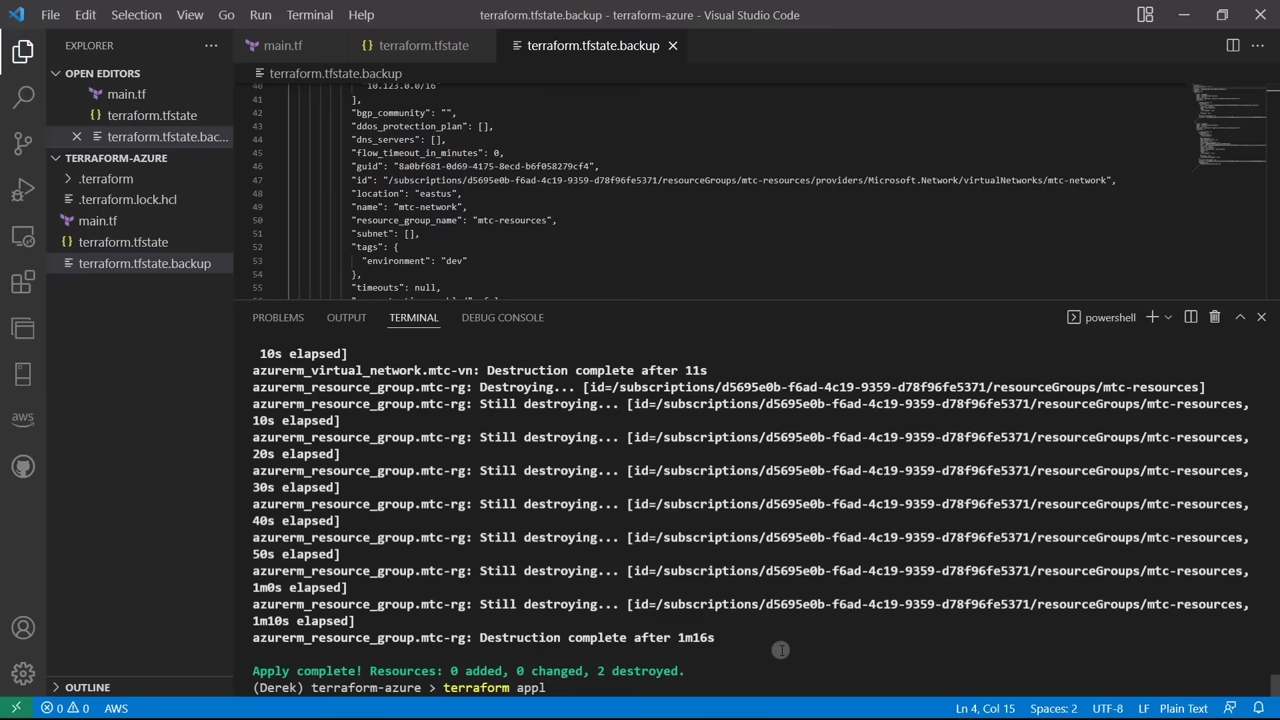 File Edit Selection View Go Run Terminal Help
terraform.tfstate.backup - terraform-azure - Visual Studio Code
EXPLORER
OPEN EDITORS
main.tf
terraform.tfstate
terraform.tfstate.bac...
TERRAFORM-AZURE
.terraform
.terraform.lock.hcl
main.tf
terraform.tfstate
terraform.tfstate.backup
OUTLINE
main.tf terraform.tfstate terraform.tfstate.backup
terraform.tfstate.backup
40 "10.123.0.0/16"
41 ],
42 "bgp_community": "",
43 "ddos_protection_plan": [],
44 "dns_servers": [],
45 "flow_timeout_in_minutes": 0,
46 "guid": "8a0bf681-0d69-4175-8ecd-b6f058279cf4",
47 "id": "/subscriptions/d5695e0b-f6ad-4c19-9359-d78f96fe5371/resourceGroups/mtc-resources/providers/Microsoft.Network/virtualNetworks/mtc-network",
48 "location": "eastus",
49 "name": "mtc-network",
50 "resource_group_name": "mtc-resources",
51 "subnet": [],
52 "tags": {
53 "environment": "dev"
54 },
55 "timeouts": null,
PROBLEMS OUTPUT TERMINAL DEBUG CONSOLE
powershell
10s elapsed]
azurerm_virtual_network.mtc-vn: Destruction complete after 11s
azurerm_resource_group.mtc-rg: Destroying... [id=/subscriptions/d5695e0b-f6ad-4c19-9359-d78f96fe5371/resourceGroups/mtc-resources]
azurerm_resource_group.mtc-rg: Still destroying... [id=/subscriptions/d5695e0b-f6ad-4c19-9359-d78f96fe5371/resourceGroups/mtc-resources,
10s elapsed]
azurerm_resource_group.mtc-rg: Still destroying... [id=/subscriptions/d5695e0b-f6ad-4c19-9359-d78f96fe5371/resourceGroups/mtc-resources,
20s elapsed]
azurerm_resource_group.mtc-rg: Still destroying... [id=/subscriptions/d5695e0b-f6ad-4c19-9359-d78f96fe5371/resourceGroups/mtc-resources,
30s elapsed]
azurerm_resource_group.mtc-rg: Still destroying... [id=/subscriptions/d5695e0b-f6ad-4c19-9359-d78f96fe5371/resourceGroups/mtc-resources,
40s elapsed]
azurerm_resource_group.mtc-rg: Still destroying... [id=/subscriptions/d5695e0b-f6ad-4c19-9359-d78f96fe5371/resourceGroups/mtc-resources,
50s elapsed]
azurerm_resource_group.mtc-rg: Still destroying... [id=/subscriptions/d5695e0b-f6ad-4c19-9359-d78f96fe5371/resourceGroups/mtc-resources,
1m0s elapsed]
azurerm_resource_group.mtc-rg: Still destroying... [id=/subscriptions/d5695e0b-f6ad-4c19-9359-d78f96fe5371/resourceGroups/mtc-resources,
1m10s elapsed]
azurerm_resource_group.mtc-rg: Destruction complete after 1m16s
Apply complete! Resources: 0 added, 0 changed, 2 destroyed.
(Derek) terraform-azure > terraform appl
aws
0 0 AWS
Ln 4, Col 15 Spaces: 2 UTF-8 LF Plain Text